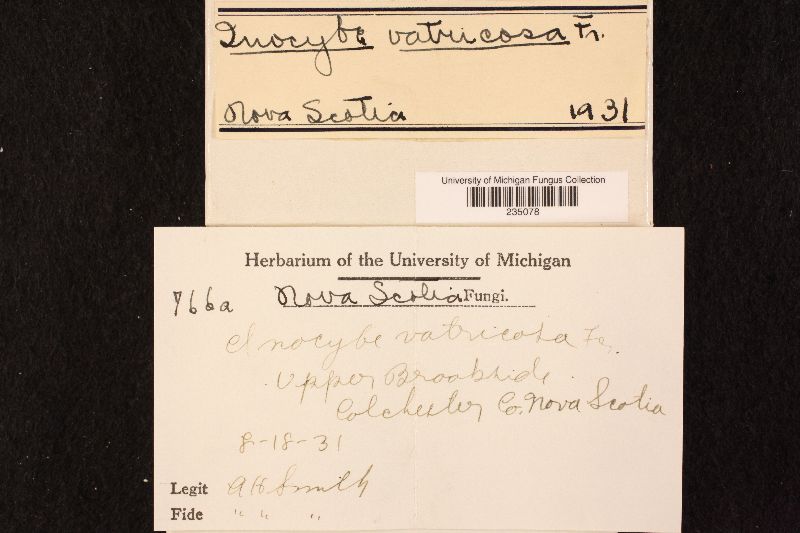 Inocybe vatricosa Fr.
Nova Scotia 1931
University of Michigan Fungus Collection
235078
Herbarium of the University of Michigan
766a Nova Scotia Fungi.
Inocybe vatricosa Fr.
Upper Brookside
Colchester Co. Nova Scotia
8-18-31
Legit AH Smith
Fide " " "